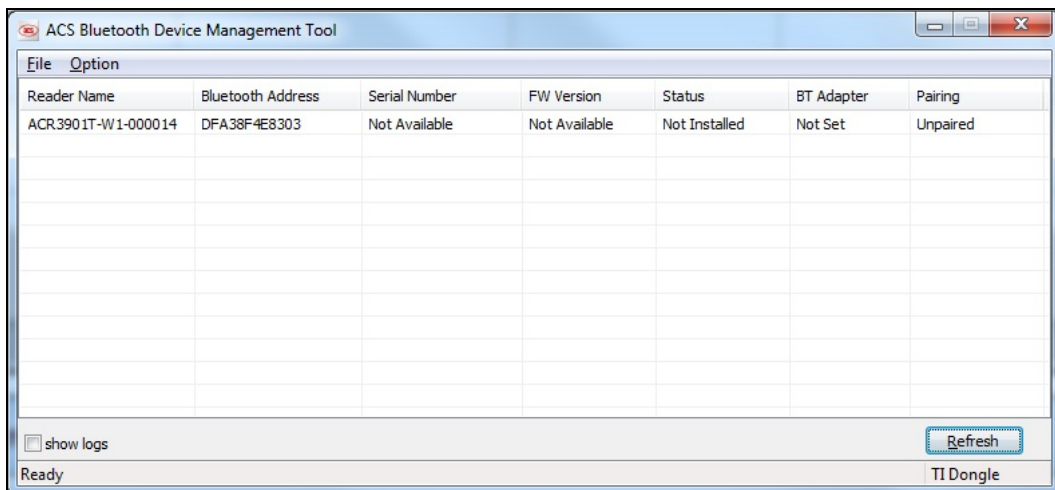 ACS Bluetooth Device Management Tool
File Option
Reader Name Bluetooth Address Serial Number FW Version Status BT Adapter Pairing
ACR3901T-W1-000014 DFA38F4E8303 Not Available Not Available Not Installed Not Set Unpaired
show logs Refresh
Ready TI Dongle